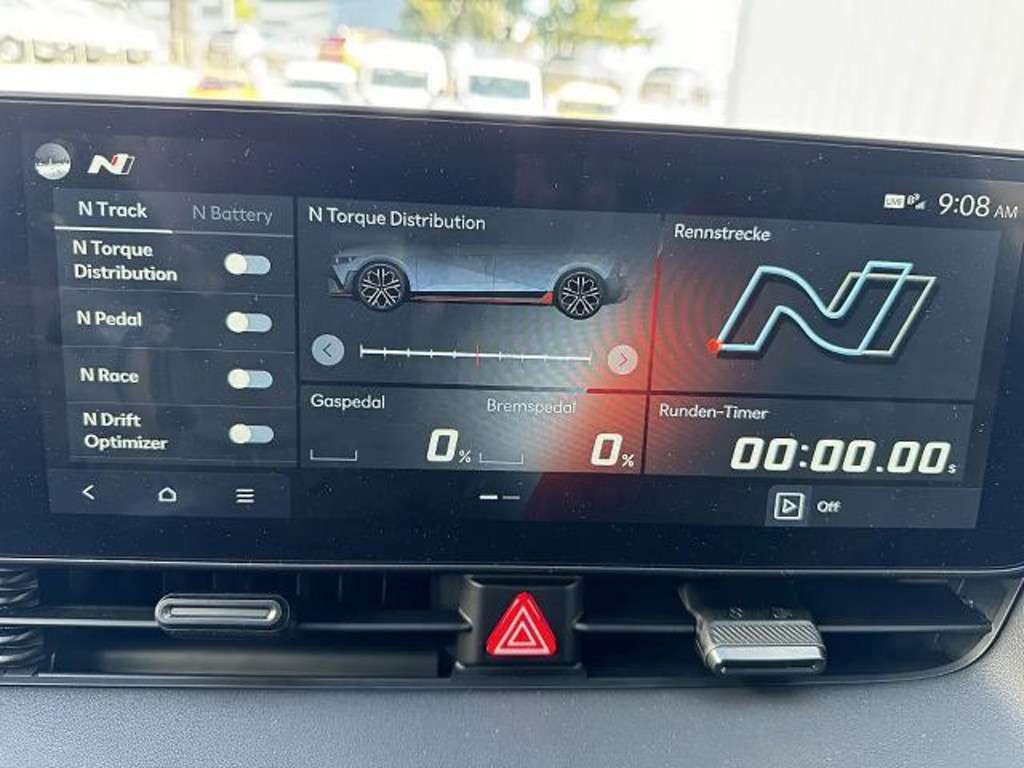 N
LIVE
9:08 AM
N Track
N Battery
N Torque
Distribution
N Pedal
N Race
N Drift
Optimizer
N Torque Distribution
Gaspedal
0%
Bremspedal
0%
Rennstrecke
N
Runden-Timer
00:00.00s
Off